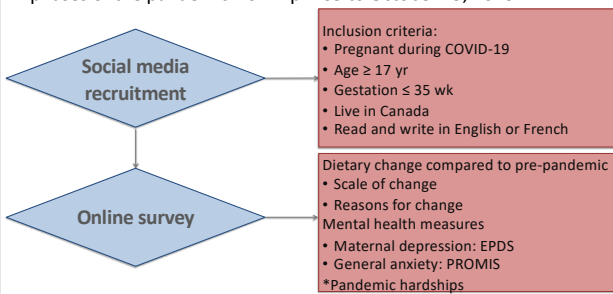 Social media
recruitment
Inclusion criteria:
• Pregnant during COVID-19
• Age ≥ 17 yr
• Gestation ≤ 35 wk
• Live in Canada
• Read and write in English or French
Online survey
Dietary change compared to pre-pandemic
• Scale of change
• Reasons for change
Mental health measures
• Maternal depression: EPDS
• General anxiety: PROMIS
*Pandemic hardships